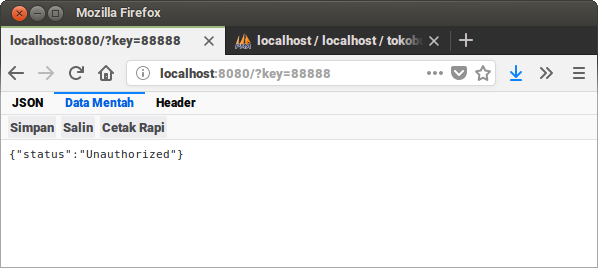 Mozilla Firefox
localhost:8080/?key=88888
localhost / localhost / tokobu
localhost:8080/?key=88888
JSON Data Mentah Header
Simpan Salin Cetak Rapi
{"status":"Unauthorized"}